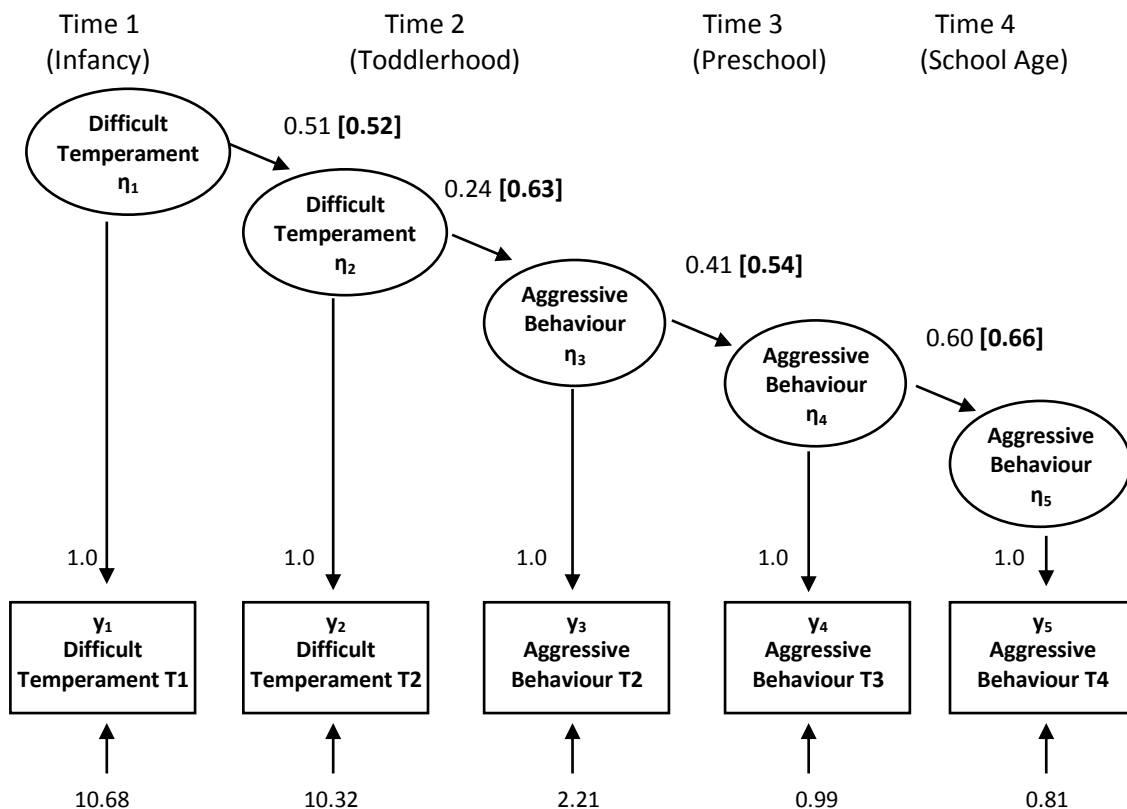 Time 1
(Infancy)
Time 2
(Toddlerhood)
Time 3
(Preschool)
Time 4
(School Age)
Difficult
Temperament
η₁
0.51 [0.52]
Difficult
Temperament
η₂
0.24 [0.63]
Aggressive
Behaviour
η₃
0.41 [0.54]
Aggressive
Behaviour
η₄
0.60 [0.66]
Aggressive
Behaviour
η₅
1.0
1.0
1.0
1.0
1.0
y₁
Difficult
Temperament T1
y₂
Difficult
Temperament T2
y₃
Aggressive
Behaviour T2
y₄
Aggressive
Behaviour T3
y₅
Aggressive
Behaviour T4
10.68
10.32
2.21
0.99
0.81